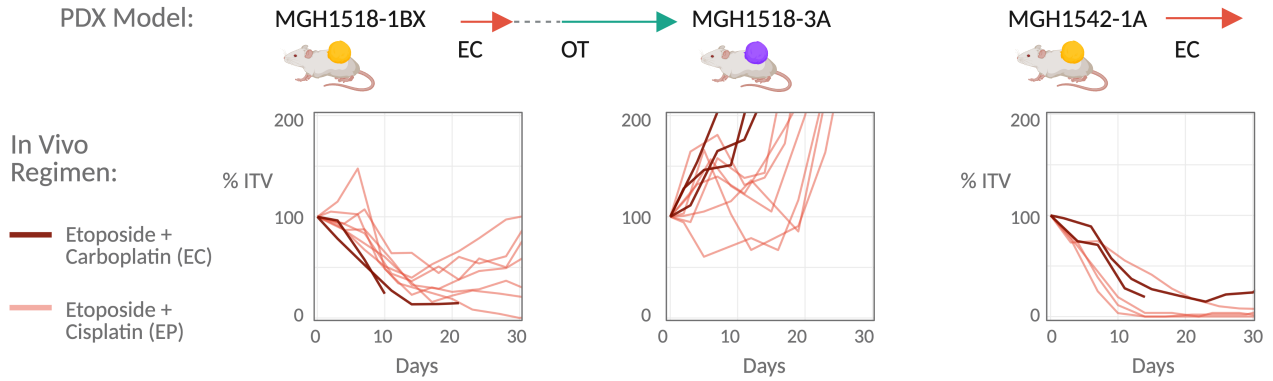 PDX Model:
MGH1518-1BX
EC
OT
MGH1518-3A
MGH1542-1A
EC
In Vivo
Regimen:
Etoposide +
Carboplatin (EC)
Etoposide +
Cisplatin (EP)
% ITV
200
100
0
0 10 20 30
Days
200
100
0
0 10 20 30
Days
% ITV
200
100
0
0 10 20 30
Days